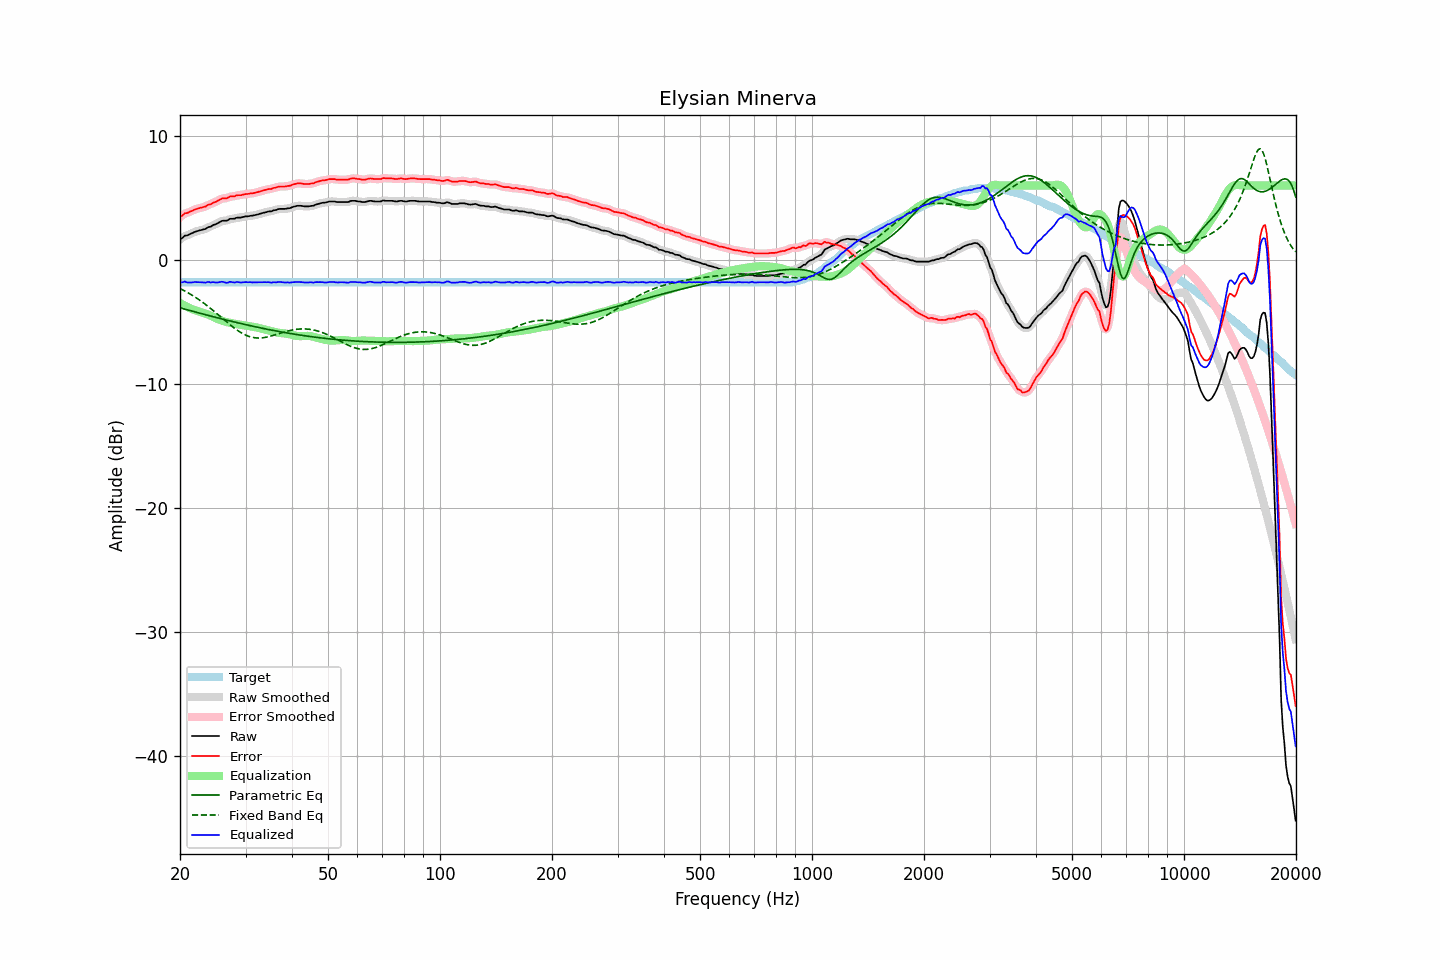 Elysian Minerva
10
0
−10
−20
−30
−40
Amplitude (dBr)
Target
Raw Smoothed
Error Smoothed
Raw
Error
Equalization
Parametric Eq
Fixed Band Eq
Equalized
20 50 100 200 500 1000 2000 5000 10000 20000
Frequency (Hz)